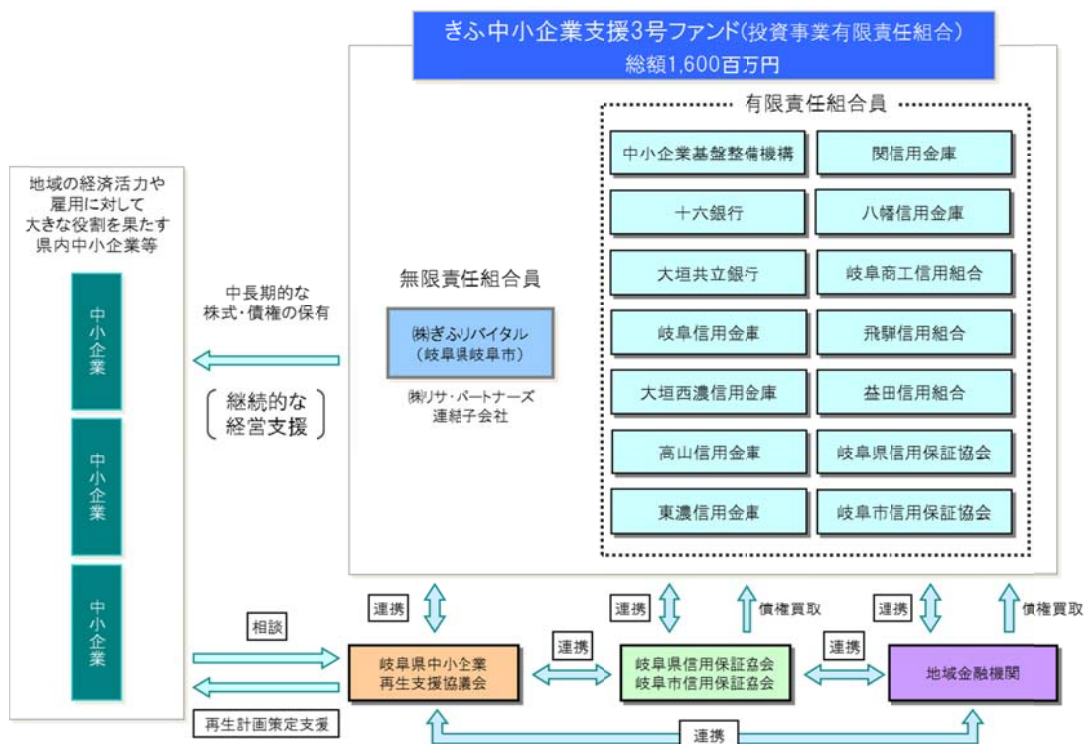 ぎふ中小企業支援3号ファンド(投資事業有限責任組合)
総額1,600百万円
有限責任組合員
中小企業基盤整備機構
関信用金庫
十六銀行
八幡信用金庫
大垣共立銀行
岐阜商工信用組合
岐阜信用金庫
飛騨信用組合
大垣西濃信用金庫
益田信用組合
高山信用金庫
岐阜県信用保証協会
東濃信用金庫
岐阜市信用保証協会
無限責任組合員
㈱ぎふリバイタル
(岐阜県岐阜市)
㈱リサ・パートナーズ
連結子会社
地域の経済活力や
雇用に対して
大きな役割を果たす
県内中小企業等
中小企業
中小企業
中小企業
中長期的な
株式・債権の保有
継続的な
経営支援
連携
連携
債権買取
連携
債権買取
相談
再生計画策定支援
岐阜県中小企業
再生支援協議会
連携
岐阜県信用保証協会
岐阜市信用保証協会
連携
地域金融機関
連携